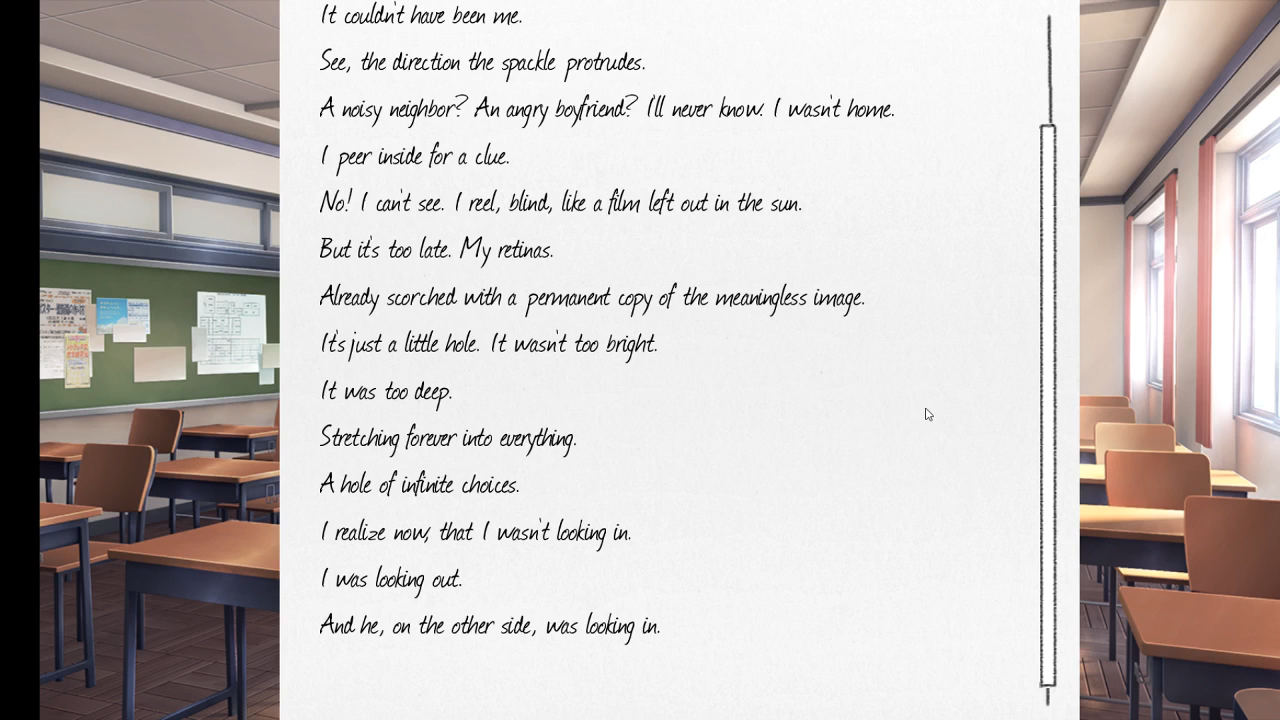 It couldn't have been me.
See, the direction the spackle protrudes.
A noisy neighbor? An angry boyfriend? I'll never know. I wasn't home.
I peer inside for a clue.
No! I can't see. I reel, blind, like a film left out in the sun.
But it's too late. My retinas.
Already scorched with a permanent copy of the meaningless image.
It's just a little hole. It wasn't too bright.
It was too deep.
Stretching forever into everything.
A hole of infinite choices.
I realize now, that I wasn't looking in.
I was looking out.
And he, on the other side, was looking in.